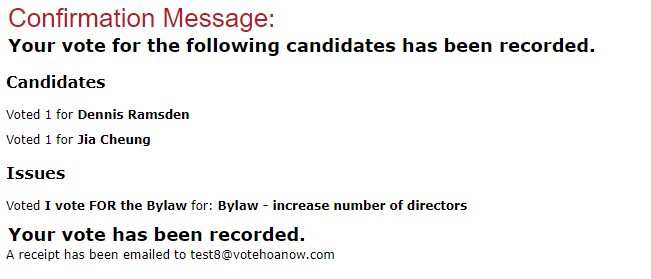 Confirmation Message:
Your vote for the following candidates has been recorded.
Candidates
Voted 1 for Dennis Ramsden
Voted 1 for Jia Cheung
Issues
Voted I vote FOR the Bylaw for: Bylaw - increase number of directors
Your vote has been recorded.
A receipt has been emailed to test8@votehoanow.com